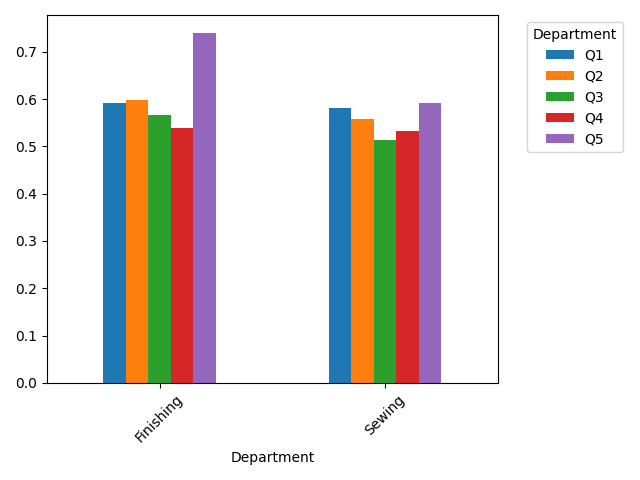 0.7
0.6
0.5
0.4
0.3
0.2
0.1
0.0
Finishing
Sewing
Department
Department
Q1
Q2
Q3
Q4
Q5